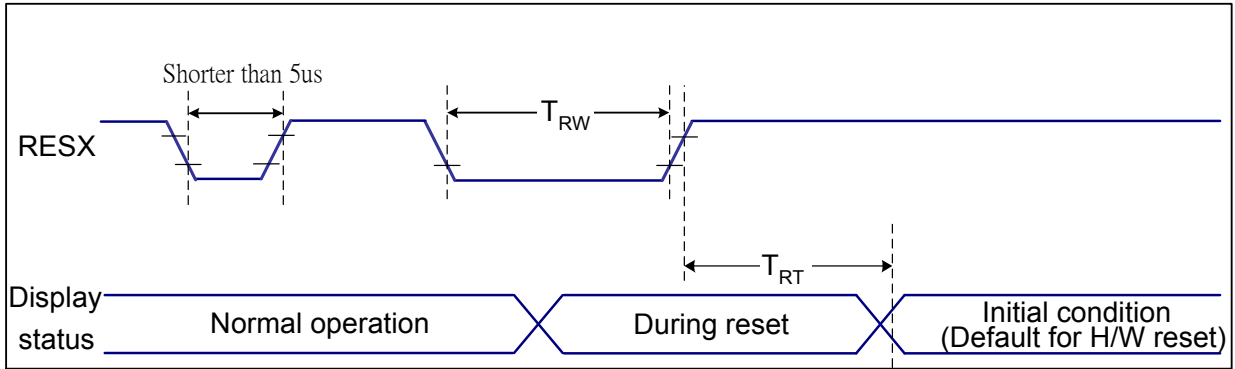 Shorter than 5us
RESX
TRW
TRT
Display
status
Normal operation
During reset
Initial condition
(Default for H/W reset)